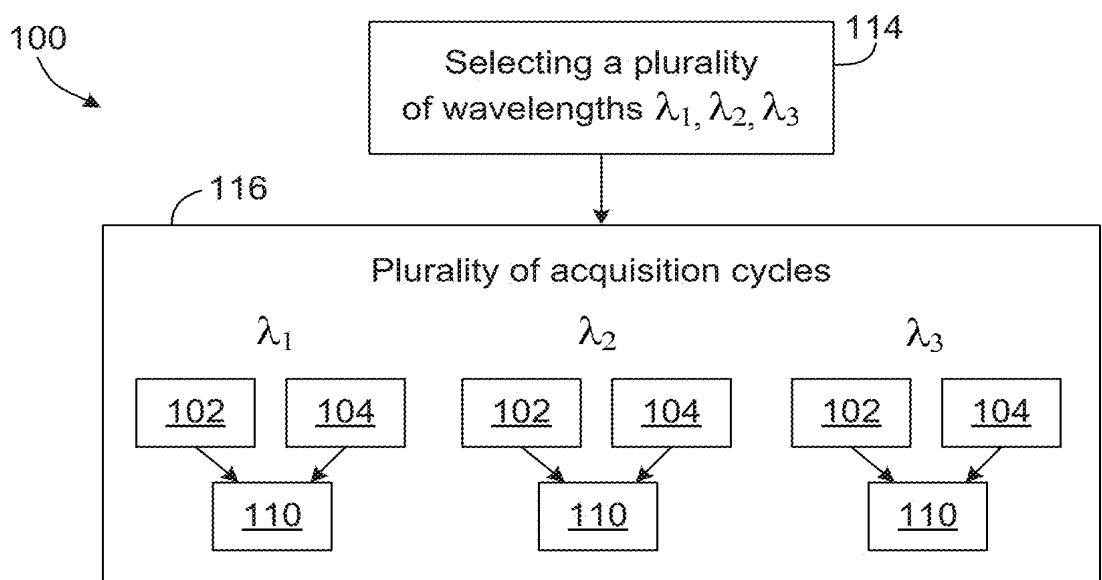 100
114
Selecting a plurality
of wavelengths λ₁, λ₂, λ₃
116
Plurality of acquisition cycles
λ₁ λ₂ λ₃
102 104 102 104 102 104
110 110 110